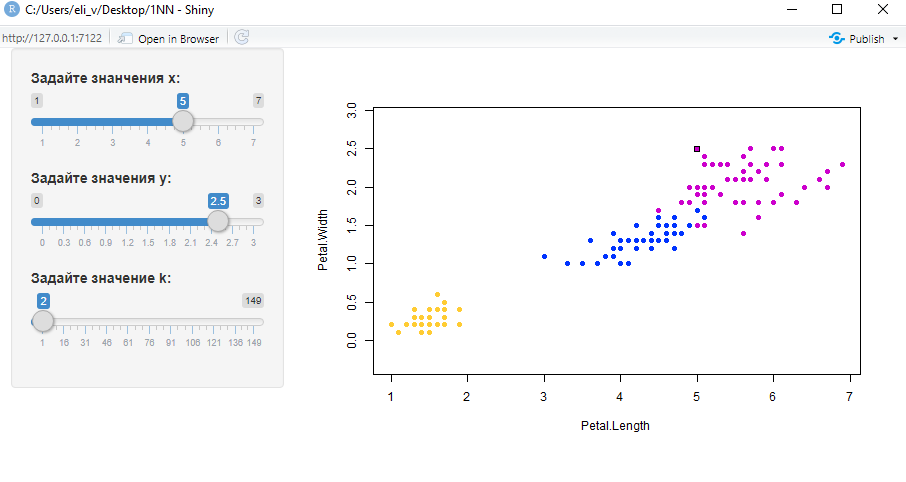 R C:/Users/eli_v/Desktop/1NN - Shiny
http://127.0.0.1:7122 Open in Browser Publish
Задайте знанчения x:
1 5 7
1 2 3 4 5 6 7
Задайте значения y:
0 2.5 3
0 0.3 0.6 0.9 1.2 1.5 1.8 2.1 2.4 2.7 3
Задайте значение k:
2 149
1 16 31 46 61 76 91 106 121 136 149
Petal.Width
3.0
2.5
2.0
1.5
1.0
0.5
0.0
1 2 3 4 5 6 7
Petal.Length